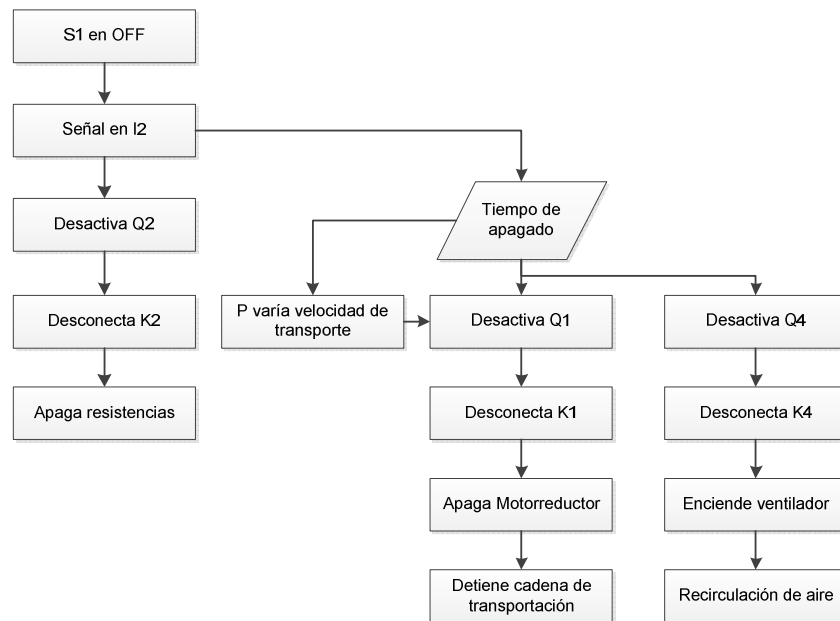 S1 en OFF
Señal en I2
Desactiva Q2
Desconecta K2
Apaga resistencias
Tiempo de
apagado
P varía velocidad de
transporte
Desactiva Q1
Desconecta K1
Apaga Motorreductor
Detiene cadena de
transportación
Desactiva Q4
Desconecta K4
Enciende ventilador
Recirculación de aire